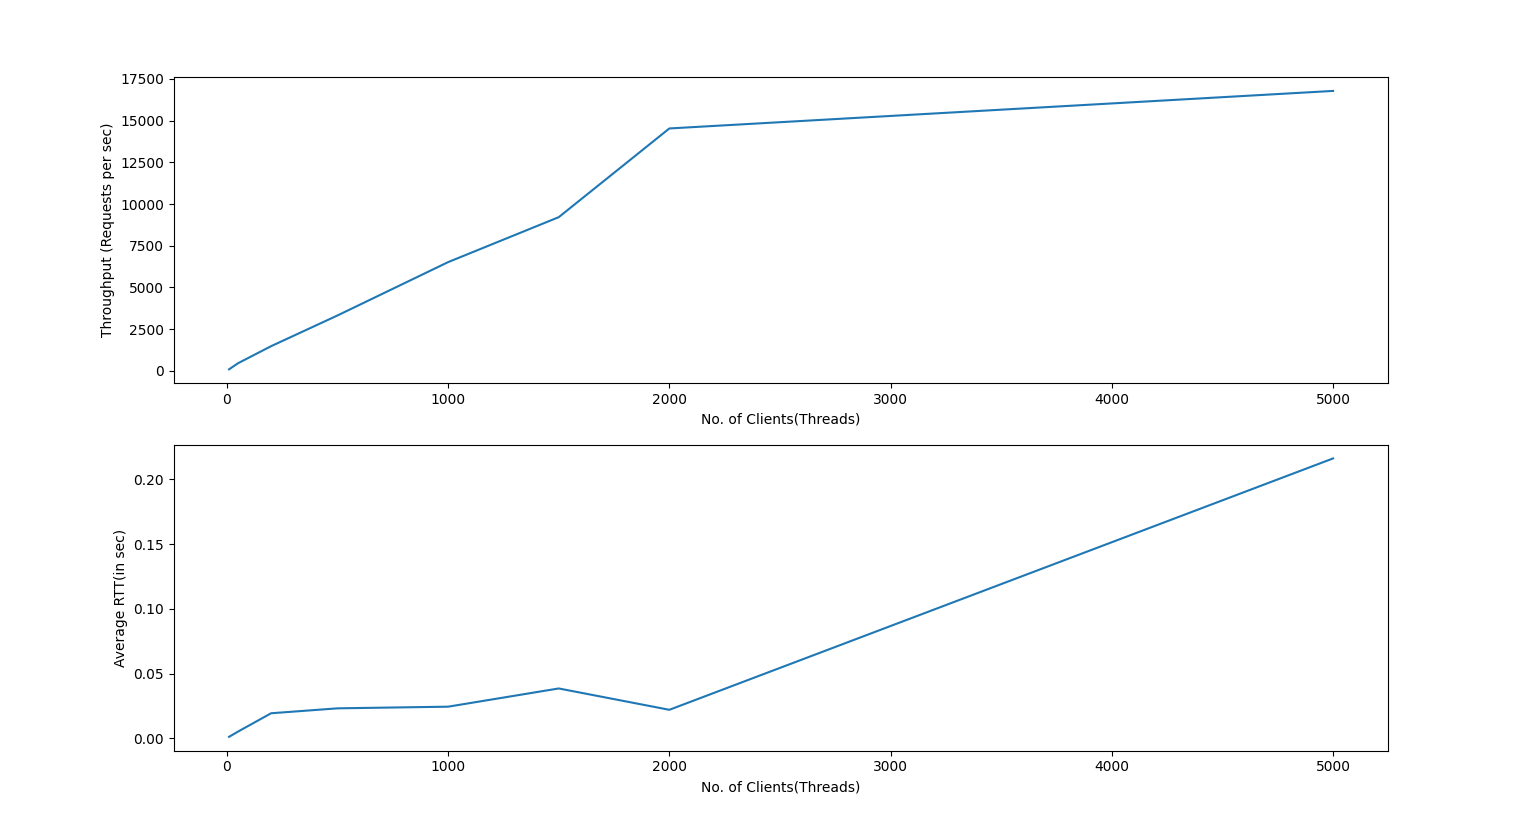 17500
15000
12500
10000
7500
5000
2500
0
Throughput (Requests per sec)
0 1000 2000 3000 4000 5000
No. of Clients(Threads)
0.20
0.15
0.10
0.05
0.00
Average RTT(in sec)
0 1000 2000 3000 4000 5000
No. of Clients(Threads)